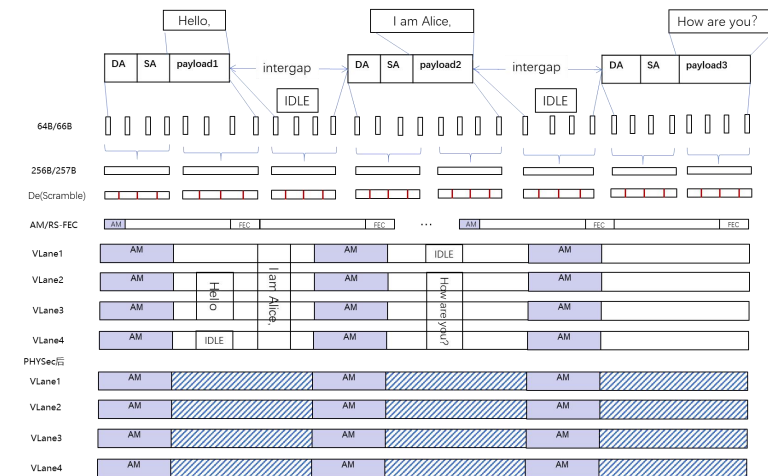 Hello,
I am Alice,
How are you?
DA SA payload1
intergap
DA SA payload2
intergap
DA SA payload3
IDLE
IDLE
64B/66B
256B/257B
De(Scramble)
AM/RS-FEC
AM FEC FEC ... AM FEC FEC
VLane1 AM AM IDLE AM
VLane2 AM AM AM
VLane3 AM AM AM
VLane4 AM IDLE AM AM
Hello
I am Alice,
How are you?
PHYSec后
VLane1 AM AM AM
VLane2 AM AM AM
VLane3 AM AM AM
VLane4 AM AM AM